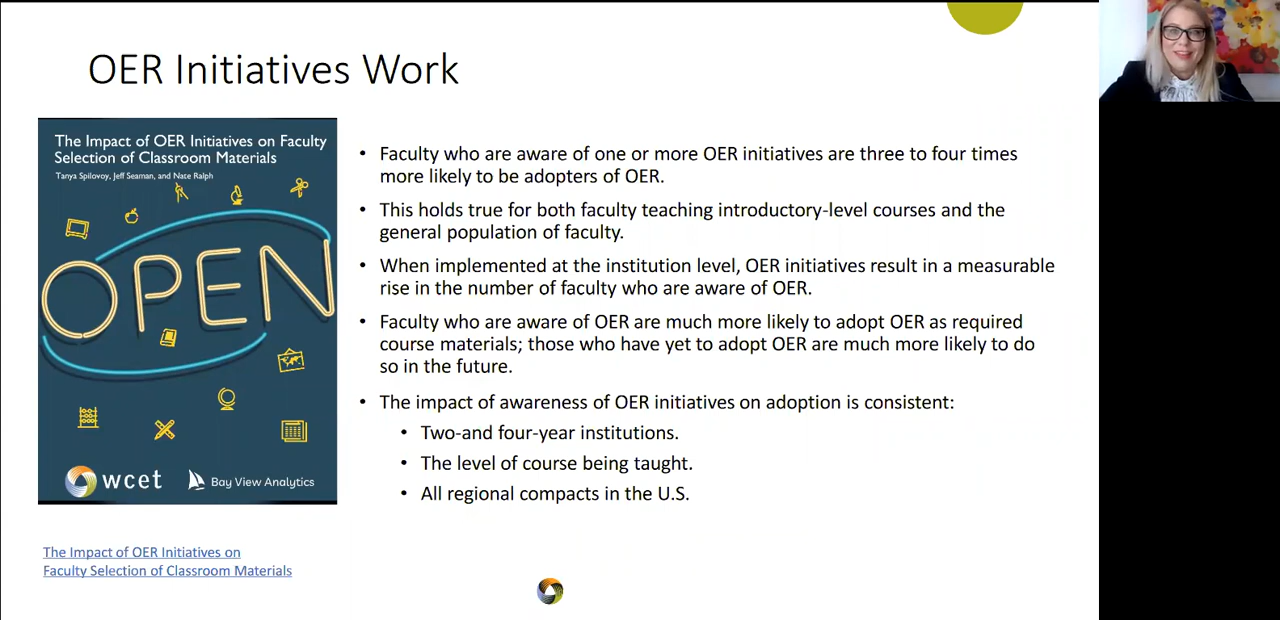 OER Initiatives Work
The Impact of OER Initiatives on Faculty
Selection of Classroom Materials
Tanya Spilovoy, Jeff Seaman, and Nate Ralph
OPEN
wcet
Bay View Analytics
The Impact of OER Initiatives on
Faculty Selection of Classroom Materials
• Faculty who are aware of one or more OER initiatives are three to four times
more likely to be adopters of OER.
• This holds true for both faculty teaching introductory-level courses and the
general population of faculty.
• When implemented at the institution level, OER initiatives result in a measurable
rise in the number of faculty who are aware of OER.
• Faculty who are aware of OER are much more likely to adopt OER as required
course materials; those who have yet to adopt OER are much more likely to do
so in the future.
• The impact of awareness of OER initiatives on adoption is consistent:
• Two-and four-year institutions.
• The level of course being taught.
• All regional compacts in the U.S.